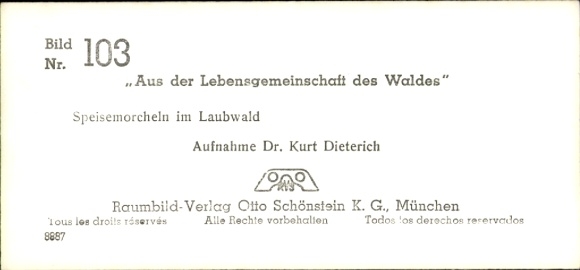 Bild
Nr. 103
„Aus der Lebensgemeinschaft des Waldes"
Speisemorcheln im Laubwald
Aufnahme Dr. Kurt Dieterich
Raumbild-Verlag Otto Schönstein K. G., München
Tous les droits réservés Alle Rechte vorbehalten Todos los derechos reservados
8887